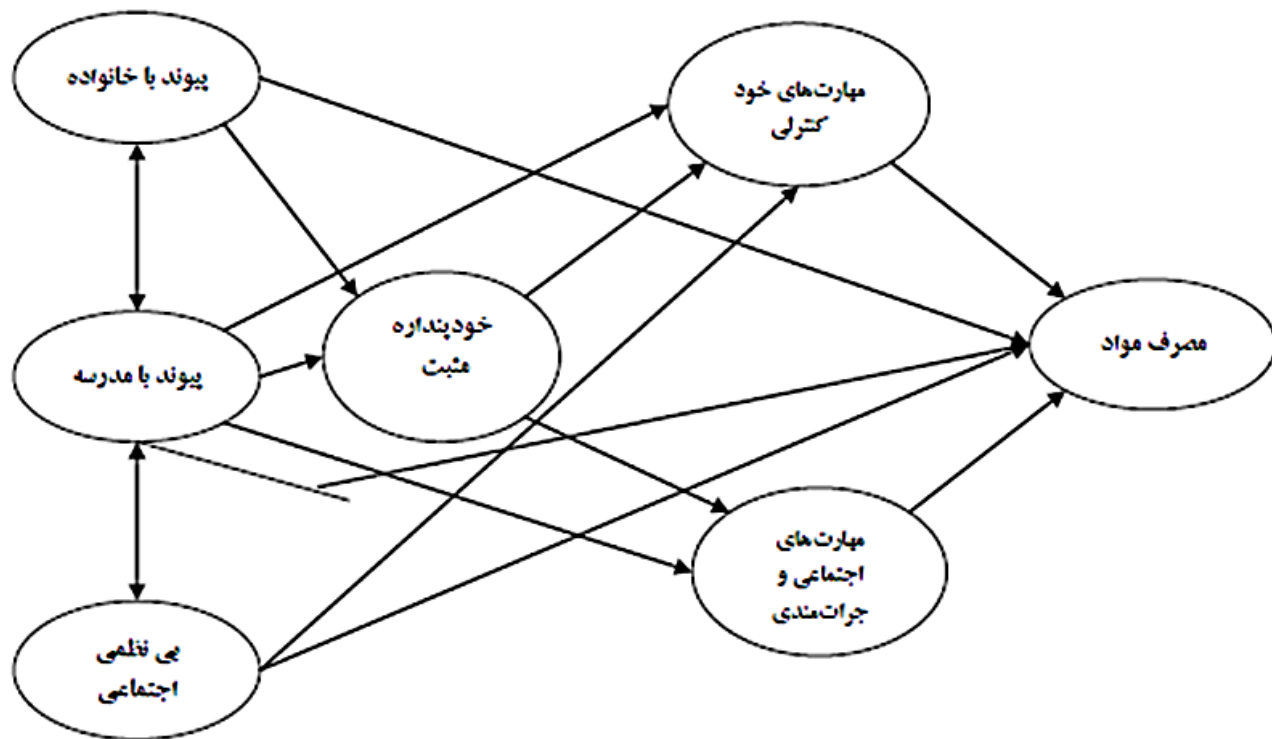 پیوند با خانواده
مهارت‌های خود
کنترلی
خودپنداره
مثبت
مصرف مواد
پیوند با مدرسه
مهارت‌های
اجتماعی و
جرات‌مندی
بی نظمی
اجتماعی